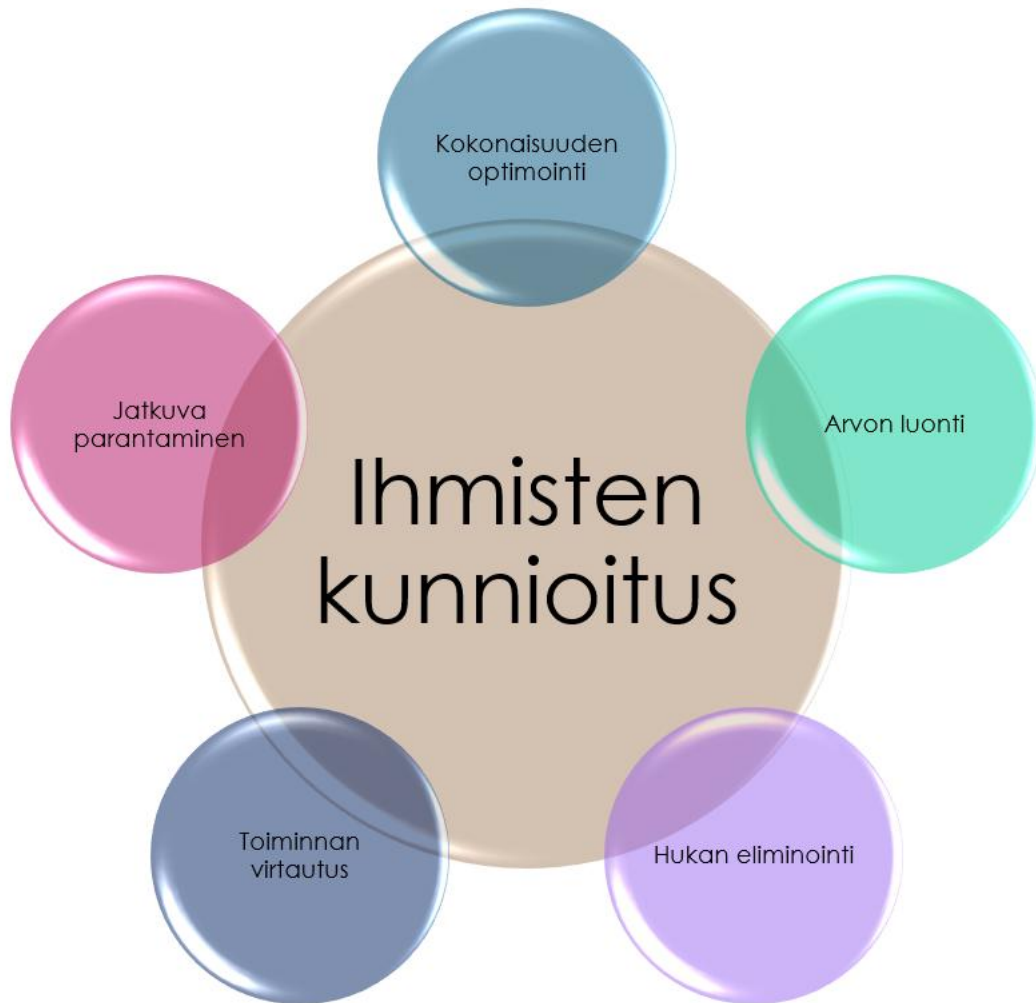 Kokonaisuuden
optimointi
Jatkuva
parantaminen
Arvon luonti
Ihmisten
kunnioitus
Toiminnan
virtautus
Hukan eliminointi